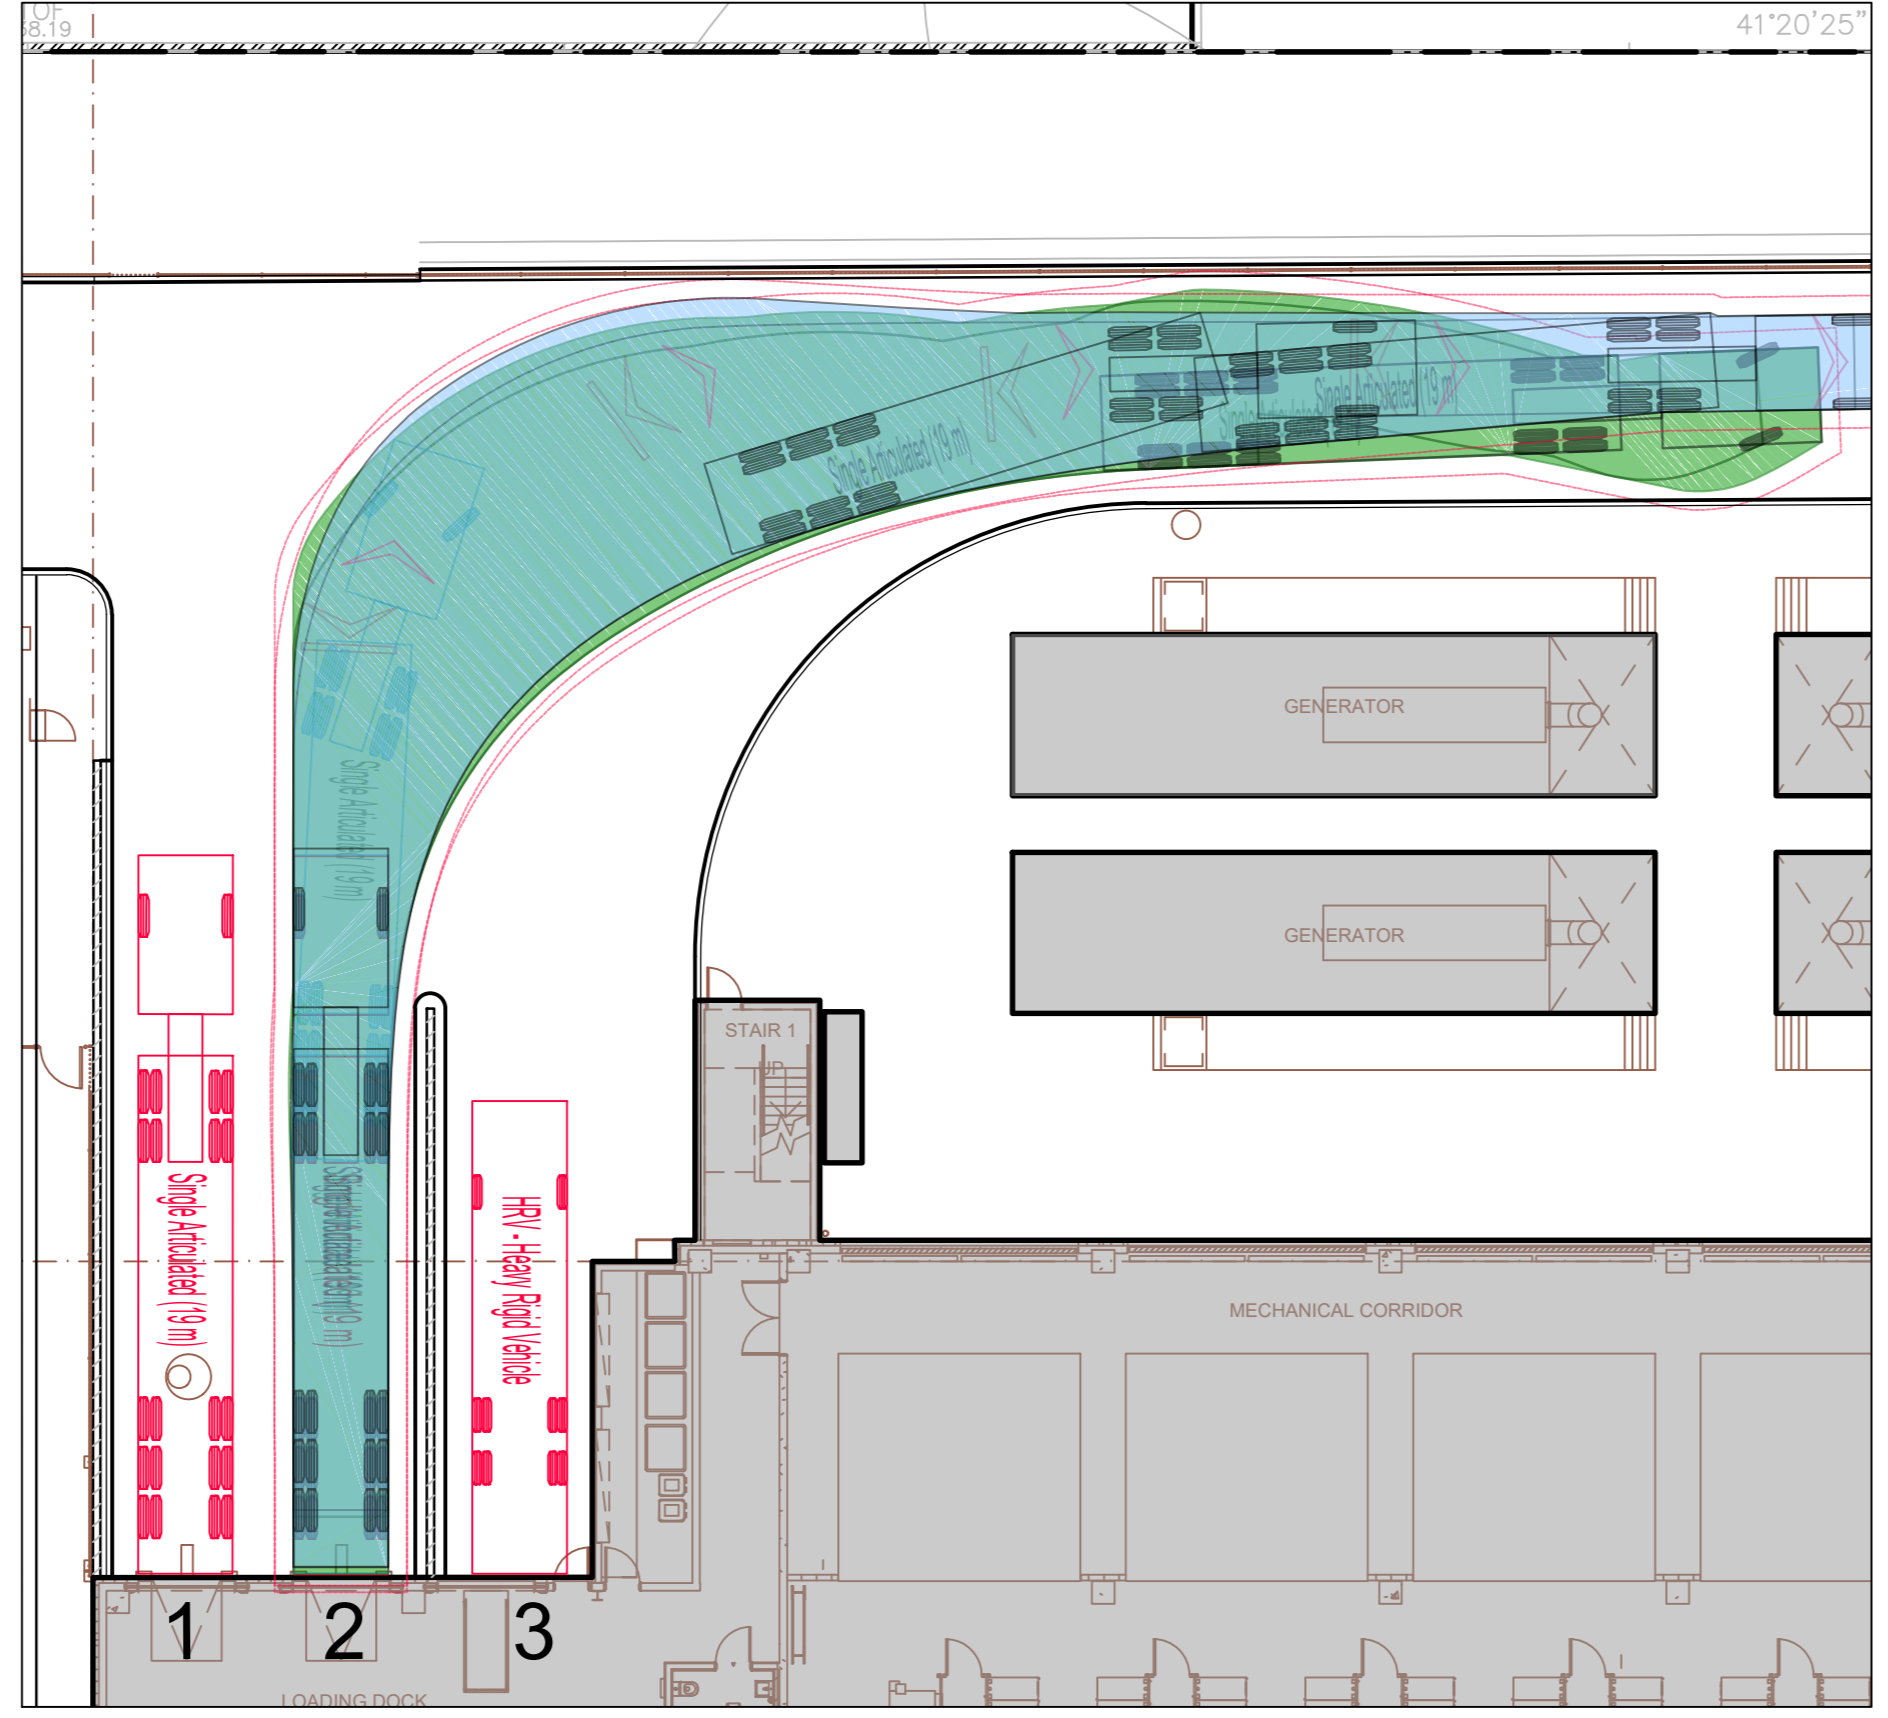 OF
58.19
41°20'25"
Single Articulated (19 m)
Single Articulated (19 m)
Single Articulated (19 m)
Single Articulated (19 m)
GENERATOR
GENERATOR
STAIR 1
UP
Single Articulated (19 m)
HRV - Heavy Rigid Vehicle
MECHANICAL CORRIDOR
1
2
3
LOADING DOCK